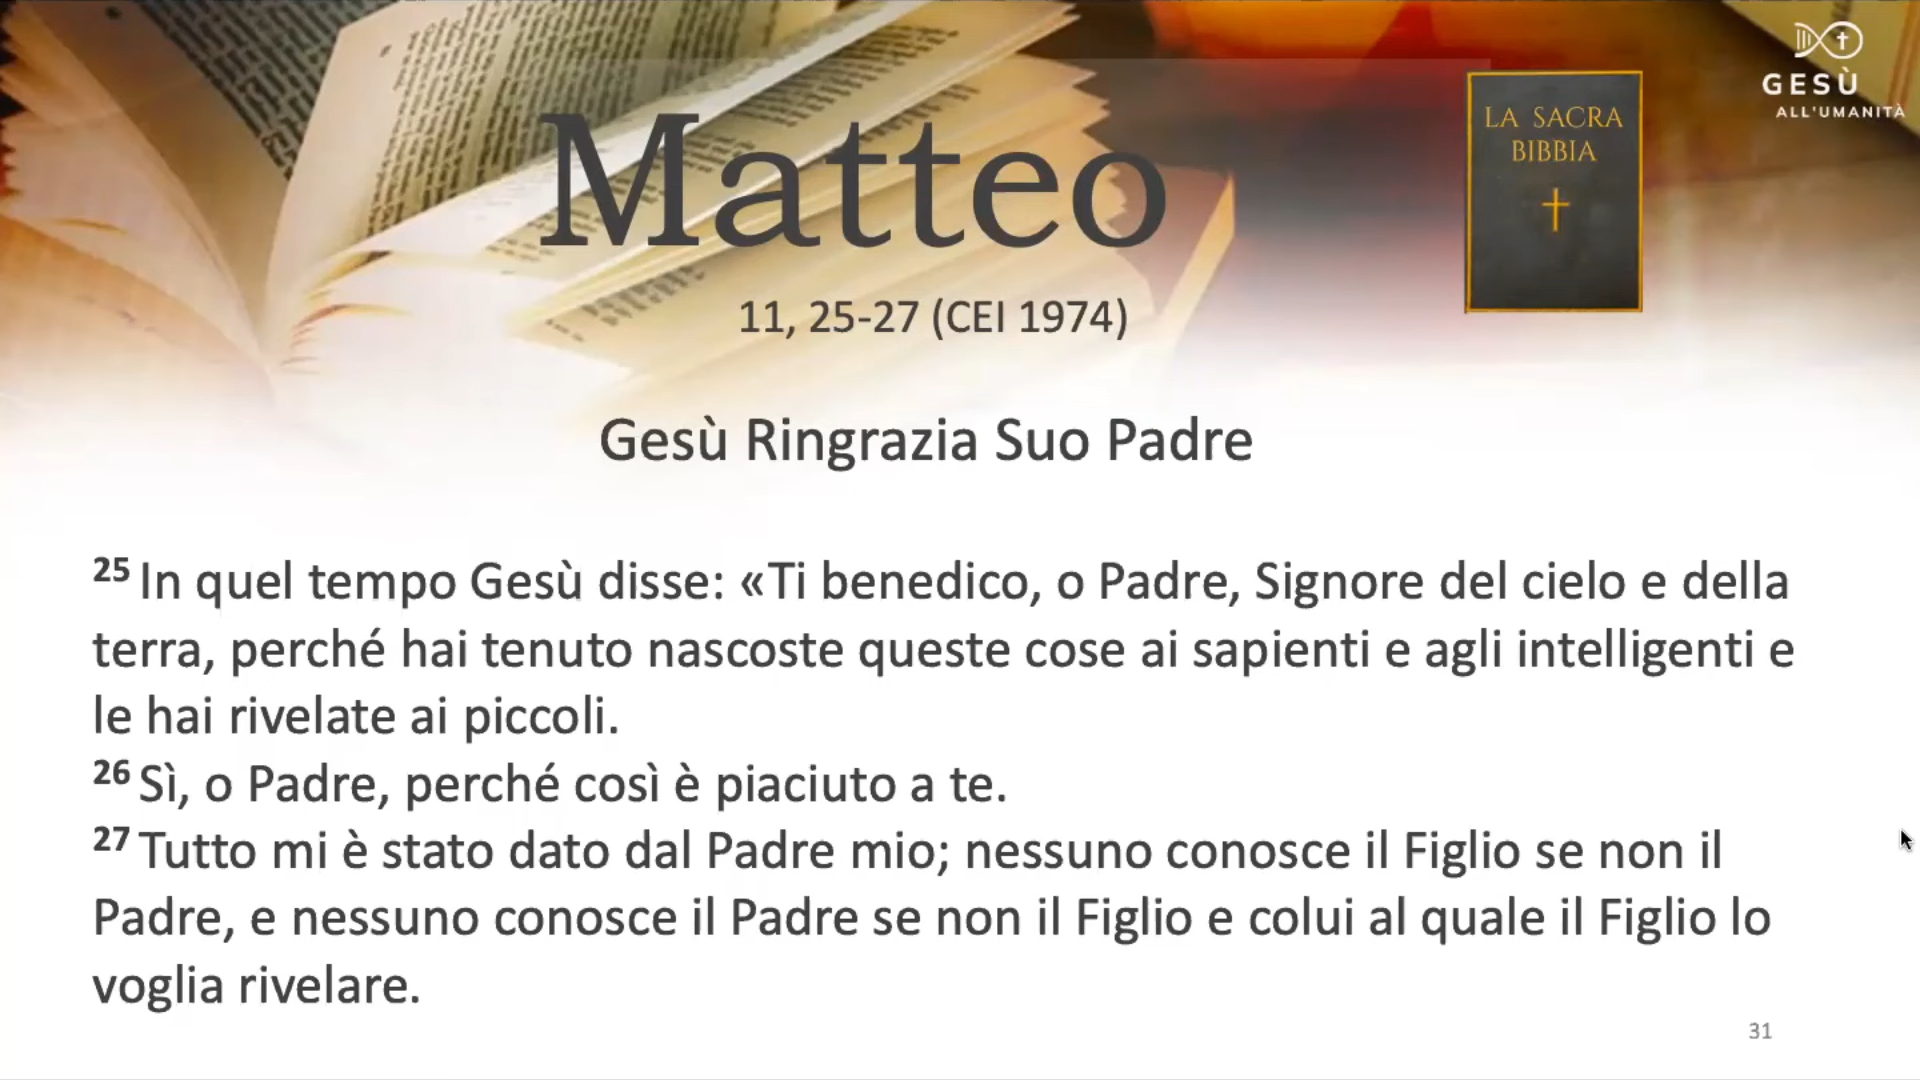 GESÙ
ALL'UMANITÀ
LA SACRA
BIBBIA
Matteo
11, 25-27 (CEI 1974)
Gesù Ringrazia Suo Padre
25 In quel tempo Gesù disse: «Ti benedico, o Padre, Signore del cielo e della
terra, perché hai tenuto nascoste queste cose ai sapienti e agli intelligenti e
le hai rivelate ai piccoli.
26 Sì, o Padre, perché così è piaciuto a te.
27 Tutto mi è stato dato dal Padre mio; nessuno conosce il Figlio se non il
Padre, e nessuno conosce il Padre se non il Figlio e colui al quale il Figlio lo
voglia rivelare.
31